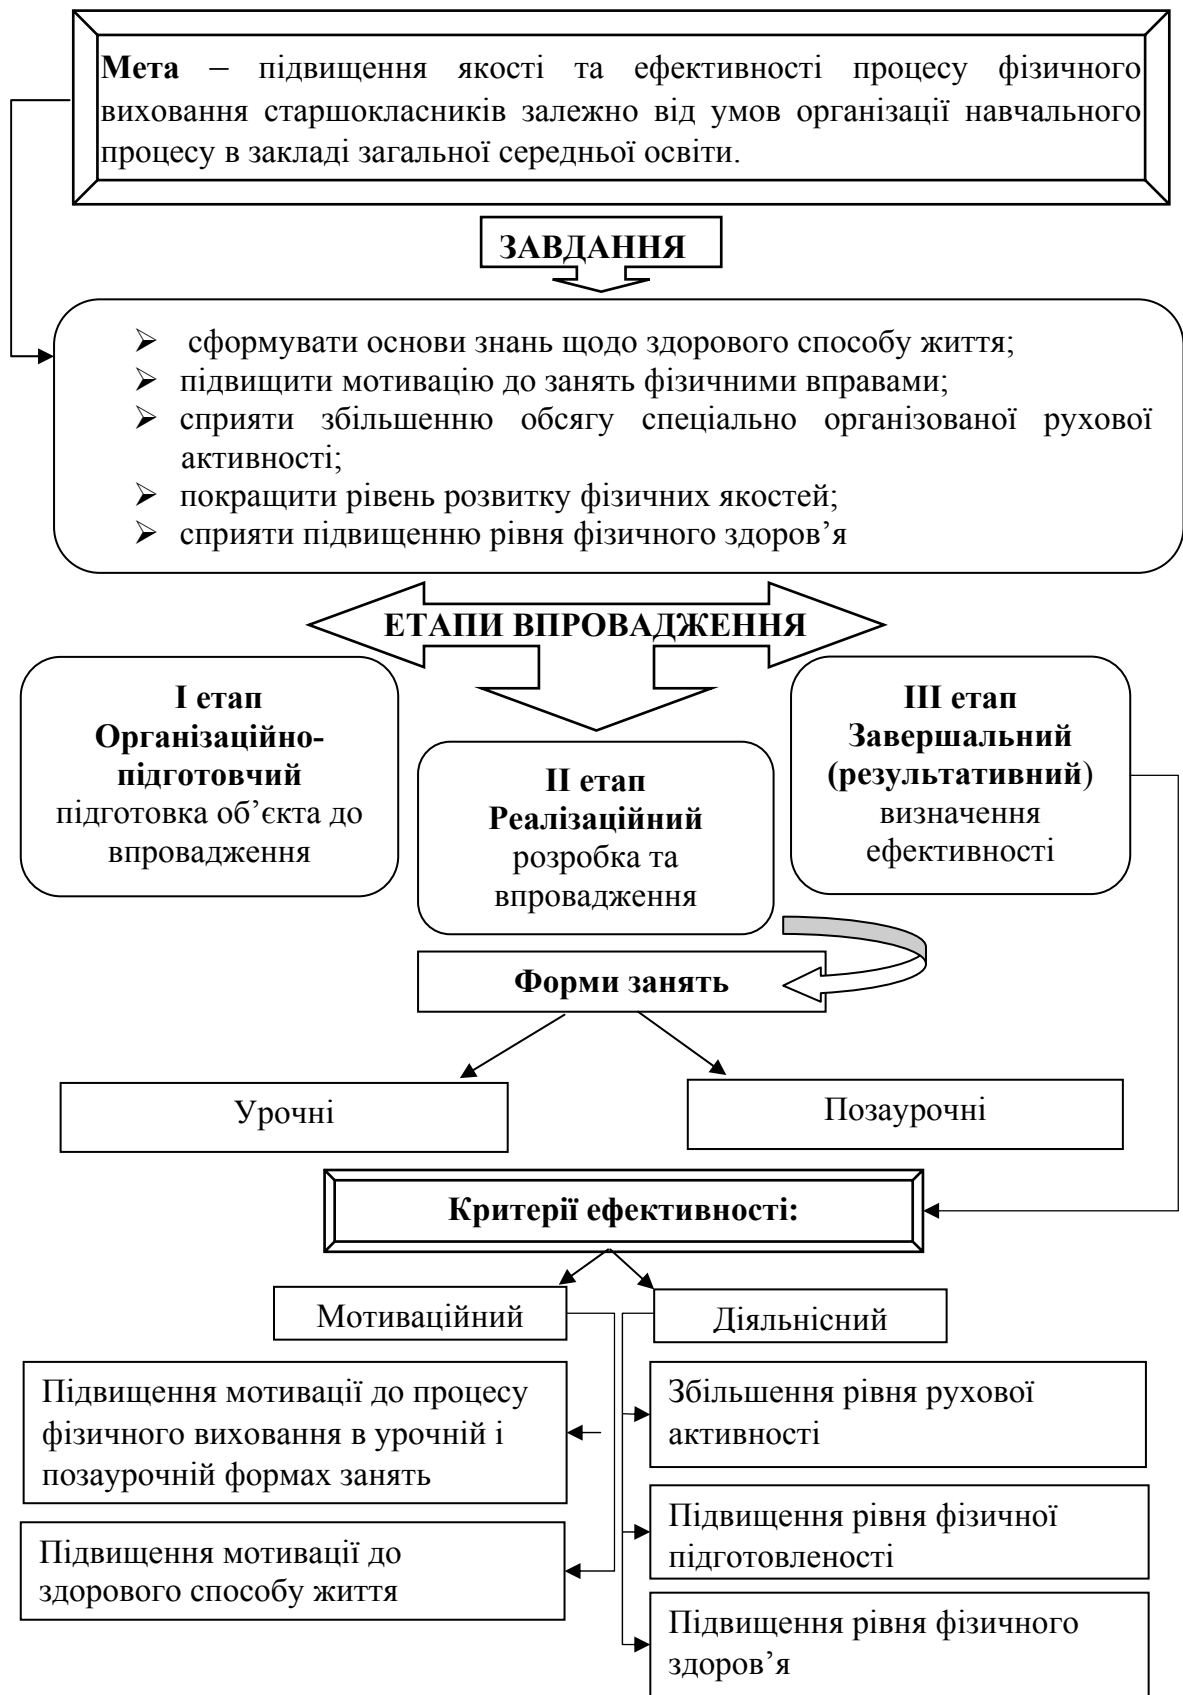 Мета – підвищення якості та ефективності процесу фізичного
виховання старшокласників залежно від умов організації навчального
процесу в закладі загальної середньої освіти.
ЗАВДАННЯ
➢ сформувати основи знань щодо здорового способу життя;
➢ підвищити мотивацію до занять фізичними вправами;
➢ сприяти збільшенню обсягу спеціально організованої рухової
активності;
➢ покращити рівень розвитку фізичних якостей;
➢ сприяти підвищенню рівня фізичного здоров’я
ЕТАПИ ВПРОВАДЖЕННЯ
І етап
Організаційно-
підготовчий
підготовка об’єкта до
впровадження
ІІ етап
Реалізаційний
розробка та
впровадження
ІІІ етап
Завершальний
(результативний)
визначення
ефективності
Форми занять
Урочні
Позаурочні
Критерії ефективності:
Мотиваційний
Діяльнісний
Підвищення мотивації до процесу
фізичного виховання в урочній і
позаурочній формах занять
Підвищення мотивації до
здорового способу життя
Збільшення рівня рухової
активності
Підвищення рівня фізичної
підготовленості
Підвищення рівня фізичного
здоров’я